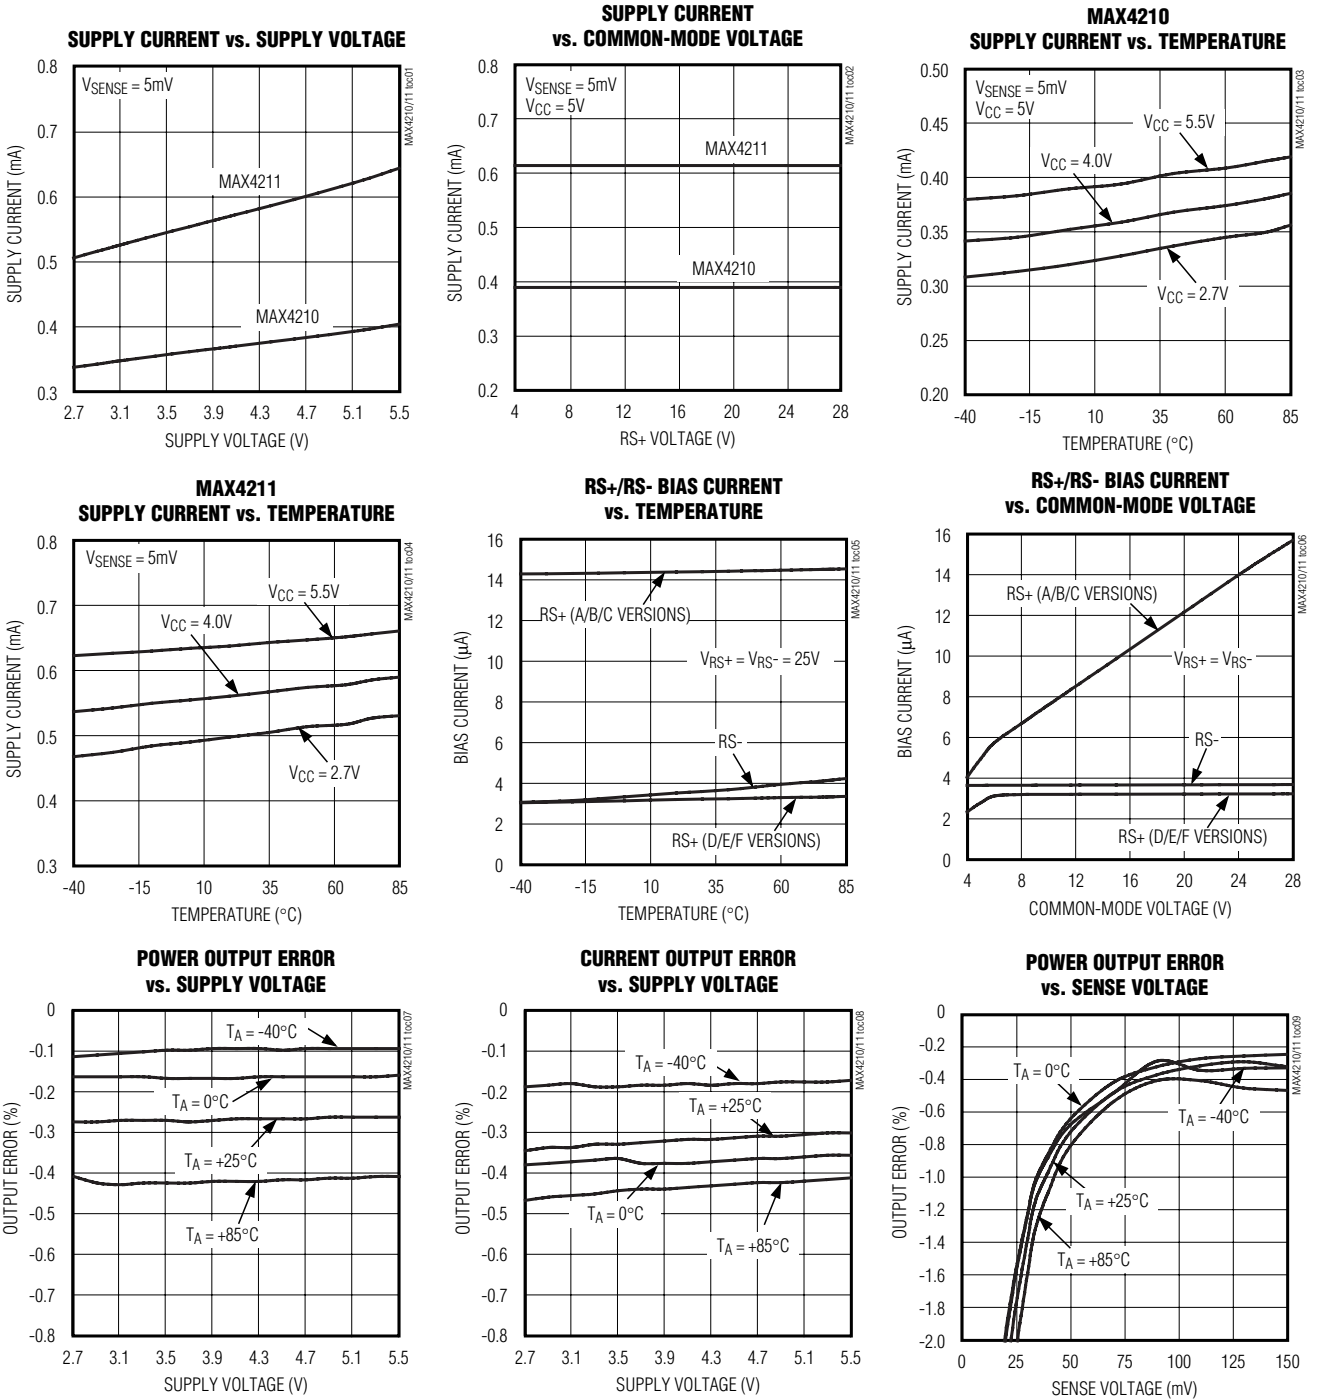 SUPPLY CURRENT vs. SUPPLY VOLTAGE
VSENSE = 5mV
MAX4211
MAX4210
SUPPLY CURRENT (mA)
0.8
0.7
0.6
0.5
0.4
0.3
2.7 3.1 3.5 3.9 4.3 4.7 5.1 5.5
SUPPLY VOLTAGE (V)
MAX4210/11 toc01
SUPPLY CURRENT
vs. COMMON-MODE VOLTAGE
VSENSE = 5mV
VCC = 5V
MAX4211
MAX4210
SUPPLY CURRENT (mA)
0.8
0.7
0.6
0.5
0.4
0.3
0.2
4 8 12 16 20 24 28
RS+ VOLTAGE (V)
MAX4210/11 toc02
MAX4210
SUPPLY CURRENT vs. TEMPERATURE
VSENSE = 5mV
VCC = 5V
VCC = 5.5V
VCC = 4.0V
VCC = 2.7V
SUPPLY CURRENT (mA)
0.50
0.45
0.40
0.35
0.30
0.25
0.20
-40 -15 10 35 60 85
TEMPERATURE (°C)
MAX4210/11 toc03
MAX4211
SUPPLY CURRENT vs. TEMPERATURE
VSENSE = 5mV
VCC = 5.5V
VCC = 4.0V
VCC = 2.7V
SUPPLY CURRENT (mA)
0.8
0.7
0.6
0.5
0.4
0.3
-40 -15 10 35 60 85
TEMPERATURE (°C)
MAX4210/11 toc04
RS+/RS- BIAS CURRENT
vs. TEMPERATURE
RS+ (A/B/C VERSIONS)
VRS+ = VRS- = 25V
RS-
RS+ (D/E/F VERSIONS)
BIAS CURRENT (µA)
16
14
12
10
8
6
4
2
0
-40 -15 10 35 60 85
TEMPERATURE (°C)
MAX4210/11 toc05
RS+/RS- BIAS CURRENT
vs. COMMON-MODE VOLTAGE
RS+ (A/B/C VERSIONS)
VRS+ = VRS-
RS-
RS+ (D/E/F VERSIONS)
BIAS CURRENT (µA)
16
14
12
10
8
6
4
2
0
4 8 12 16 20 24 28
COMMON-MODE VOLTAGE (V)
MAX4210/11 toc06
POWER OUTPUT ERROR
vs. SUPPLY VOLTAGE
TA = -40°C
TA = 0°C
TA = +25°C
TA = +85°C
OUTPUT ERROR (%)
0
-0.1
-0.2
-0.3
-0.4
-0.5
-0.6
-0.7
-0.8
2.7 3.1 3.5 3.9 4.3 4.7 5.1 5.5
SUPPLY VOLTAGE (V)
MAX4210/11 toc07
CURRENT OUTPUT ERROR
vs. SUPPLY VOLTAGE
TA = -40°C
TA = +25°C
TA = 0°C
TA = +85°C
OUTPUT ERROR (%)
0
-0.1
-0.2
-0.3
-0.4
-0.5
-0.6
-0.7
-0.8
2.7 3.1 3.5 3.9 4.3 4.7 5.1 5.5
SUPPLY VOLTAGE (V)
MAX4210/11 toc08
POWER OUTPUT ERROR
vs. SENSE VOLTAGE
TA = 0°C
TA = -40°C
TA = +25°C
TA = +85°C
OUTPUT ERROR (%)
0
-0.2
-0.4
-0.6
-0.8
-1.0
-1.2
-1.4
-1.6
-1.8
-2.0
0 25 50 75 100 125 150
SENSE VOLTAGE (mV)
MAX4210/11 toc09